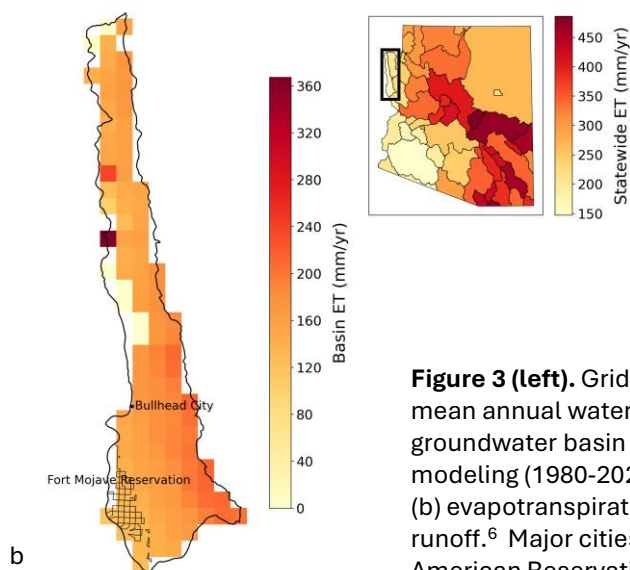 360
320
280
240
200
160
120
80
40
0
Basin ET (mm/yr)
Bullhead City
Fort Mojave Reservation
b
450
400
350
300
250
200
150
Statewide ET (mm/yr)
Figure 3 (left). Grid
mean annual water
groundwater basin
modeling (1980-202
(b) evapotranspirat
runoff.⁶ Major cities
American Reservat